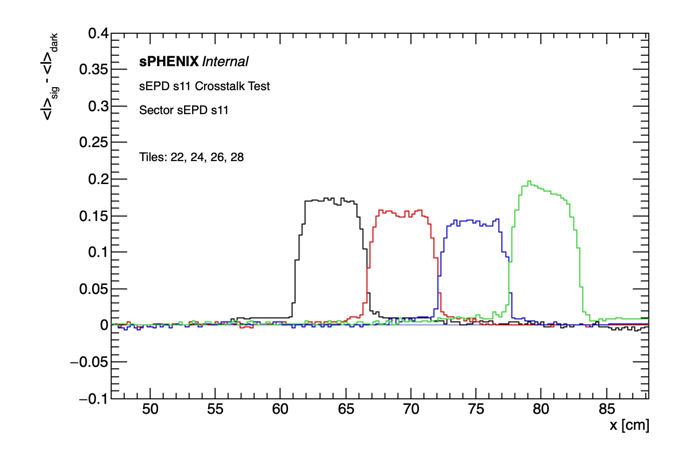 <I>sig - <I>dark
0.4
0.35
0.3
0.25
0.2
0.15
0.1
0.05
0
−0.05
−0.1
sPHENIX Internal
sEPD s11 Crosstalk Test
Sector sEPD s11
Tiles: 22, 24, 26, 28
50 55 60 65 70 75 80 85
x [cm]